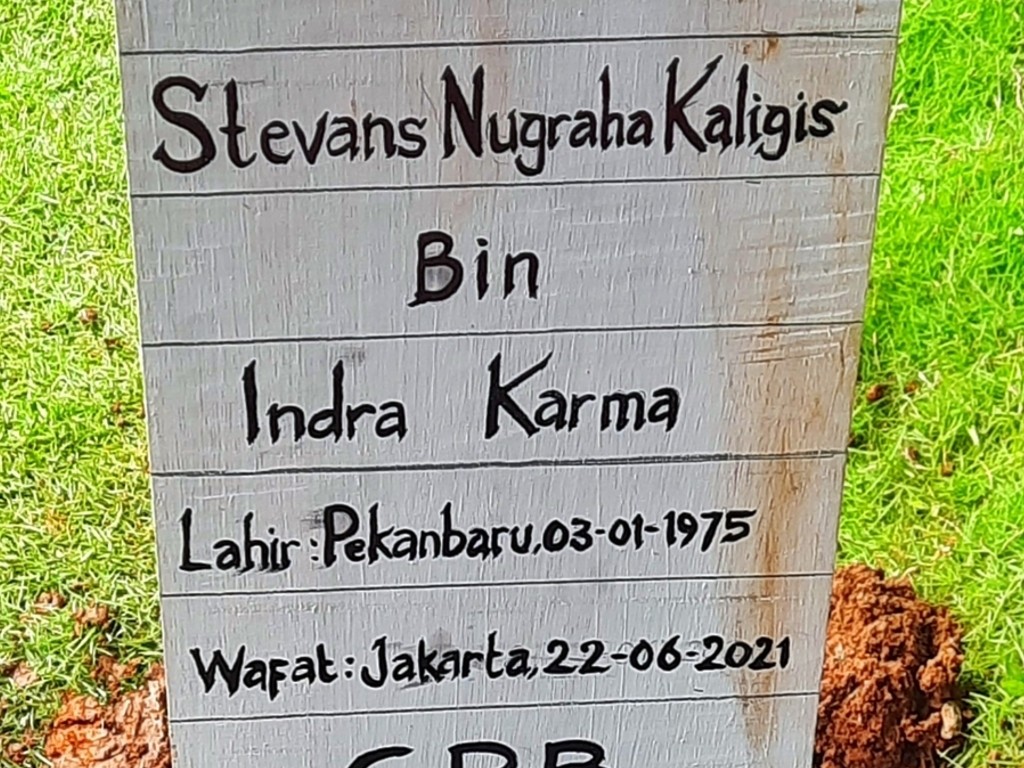 Stevans Nugraha Kaligis
Bin
Indra Karma
Lahir : Pekanbaru, 03-01-1975
Wafat : Jakarta, 22-06-2021